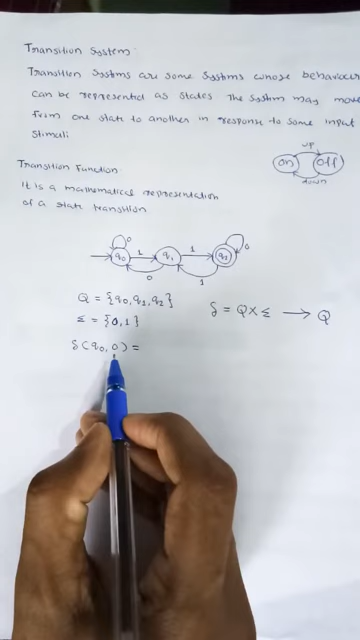 Transition System
Transition Systms are some systems whose behaviour
can be represented as states. The system may move
from one state to another in response to some input
Stimuli
up
on off
down
Transition Function
It is a mathematical representation
of a state transition
0 0
1 1
q0 q1 q2
0 1
Q = {q0, q1, q2}
δ = Q × Σ → Q
Σ = {0, 1}
δ(q0, 0) =